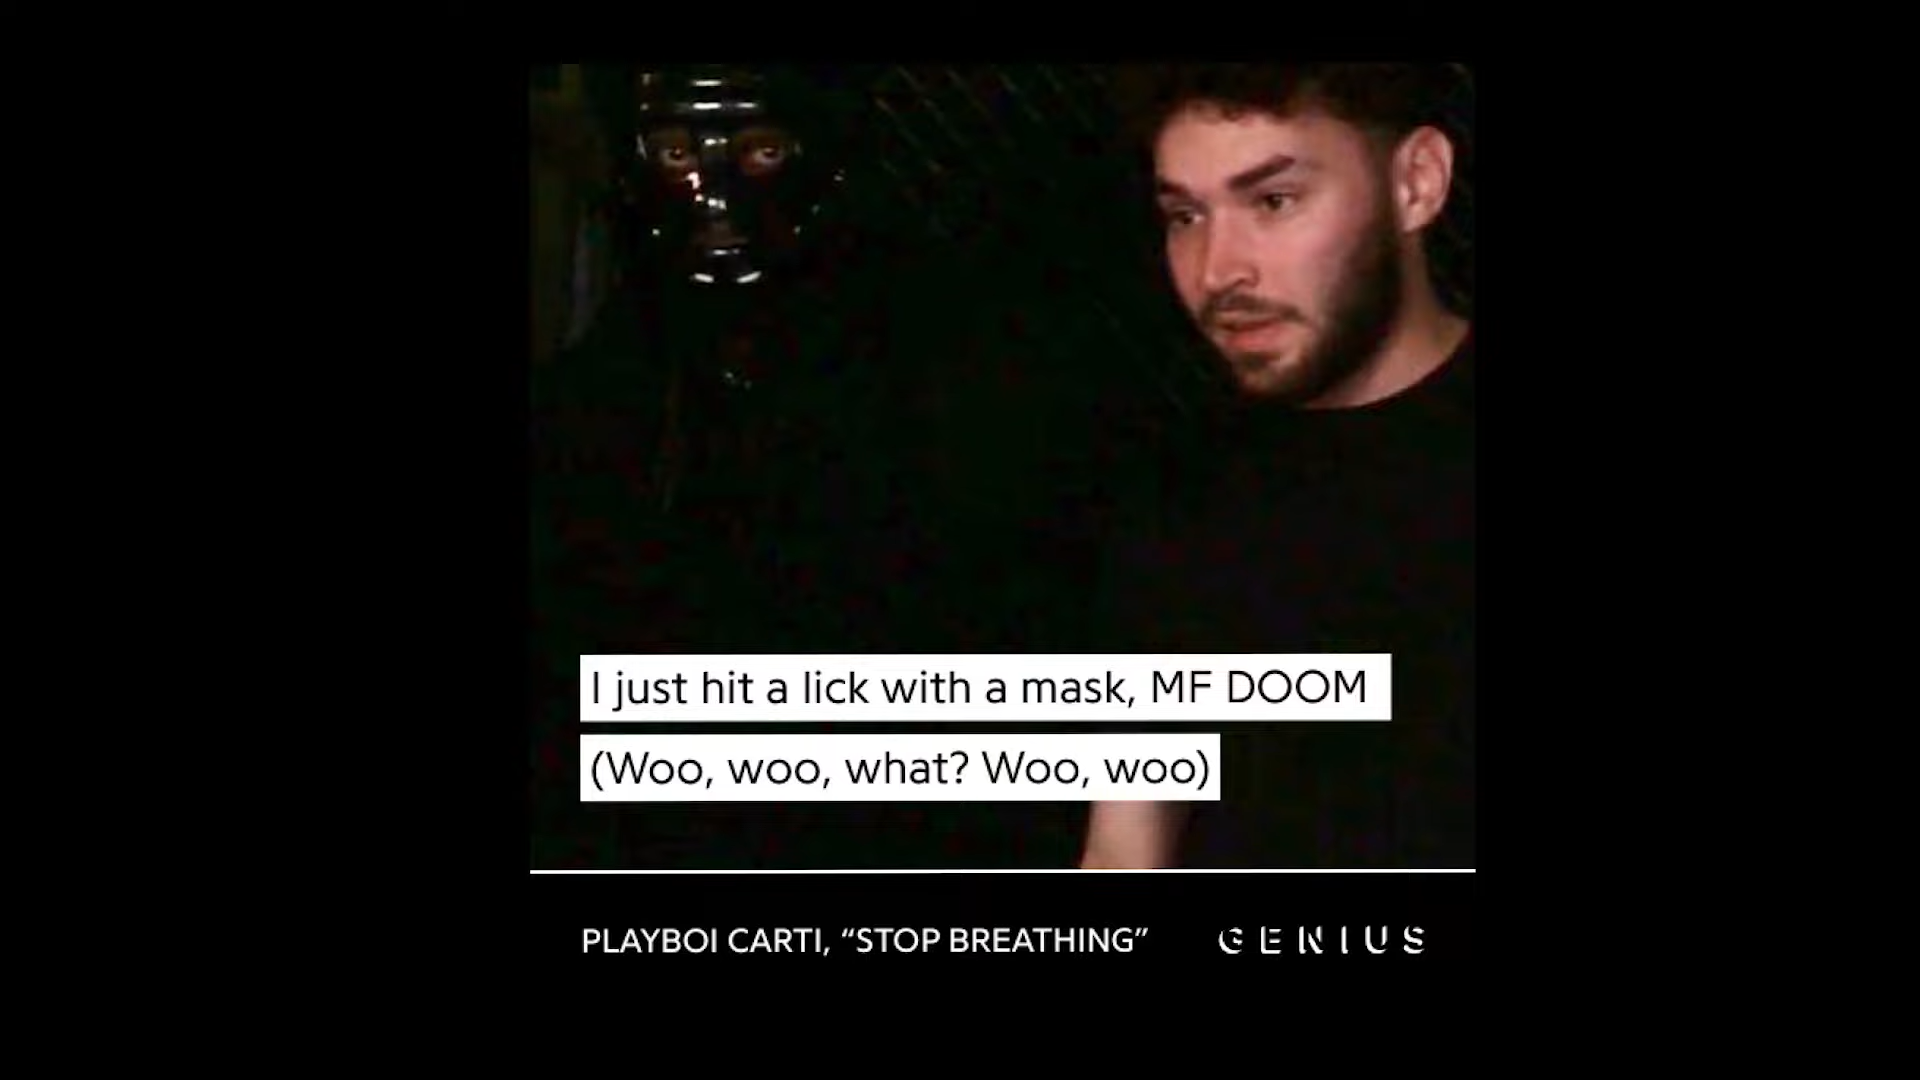 I just hit a lick with a mask, MF DOOM
(Woo, woo, what? Woo, woo)
PLAYBOI CARTI, “STOP BREATHING” GENIUS